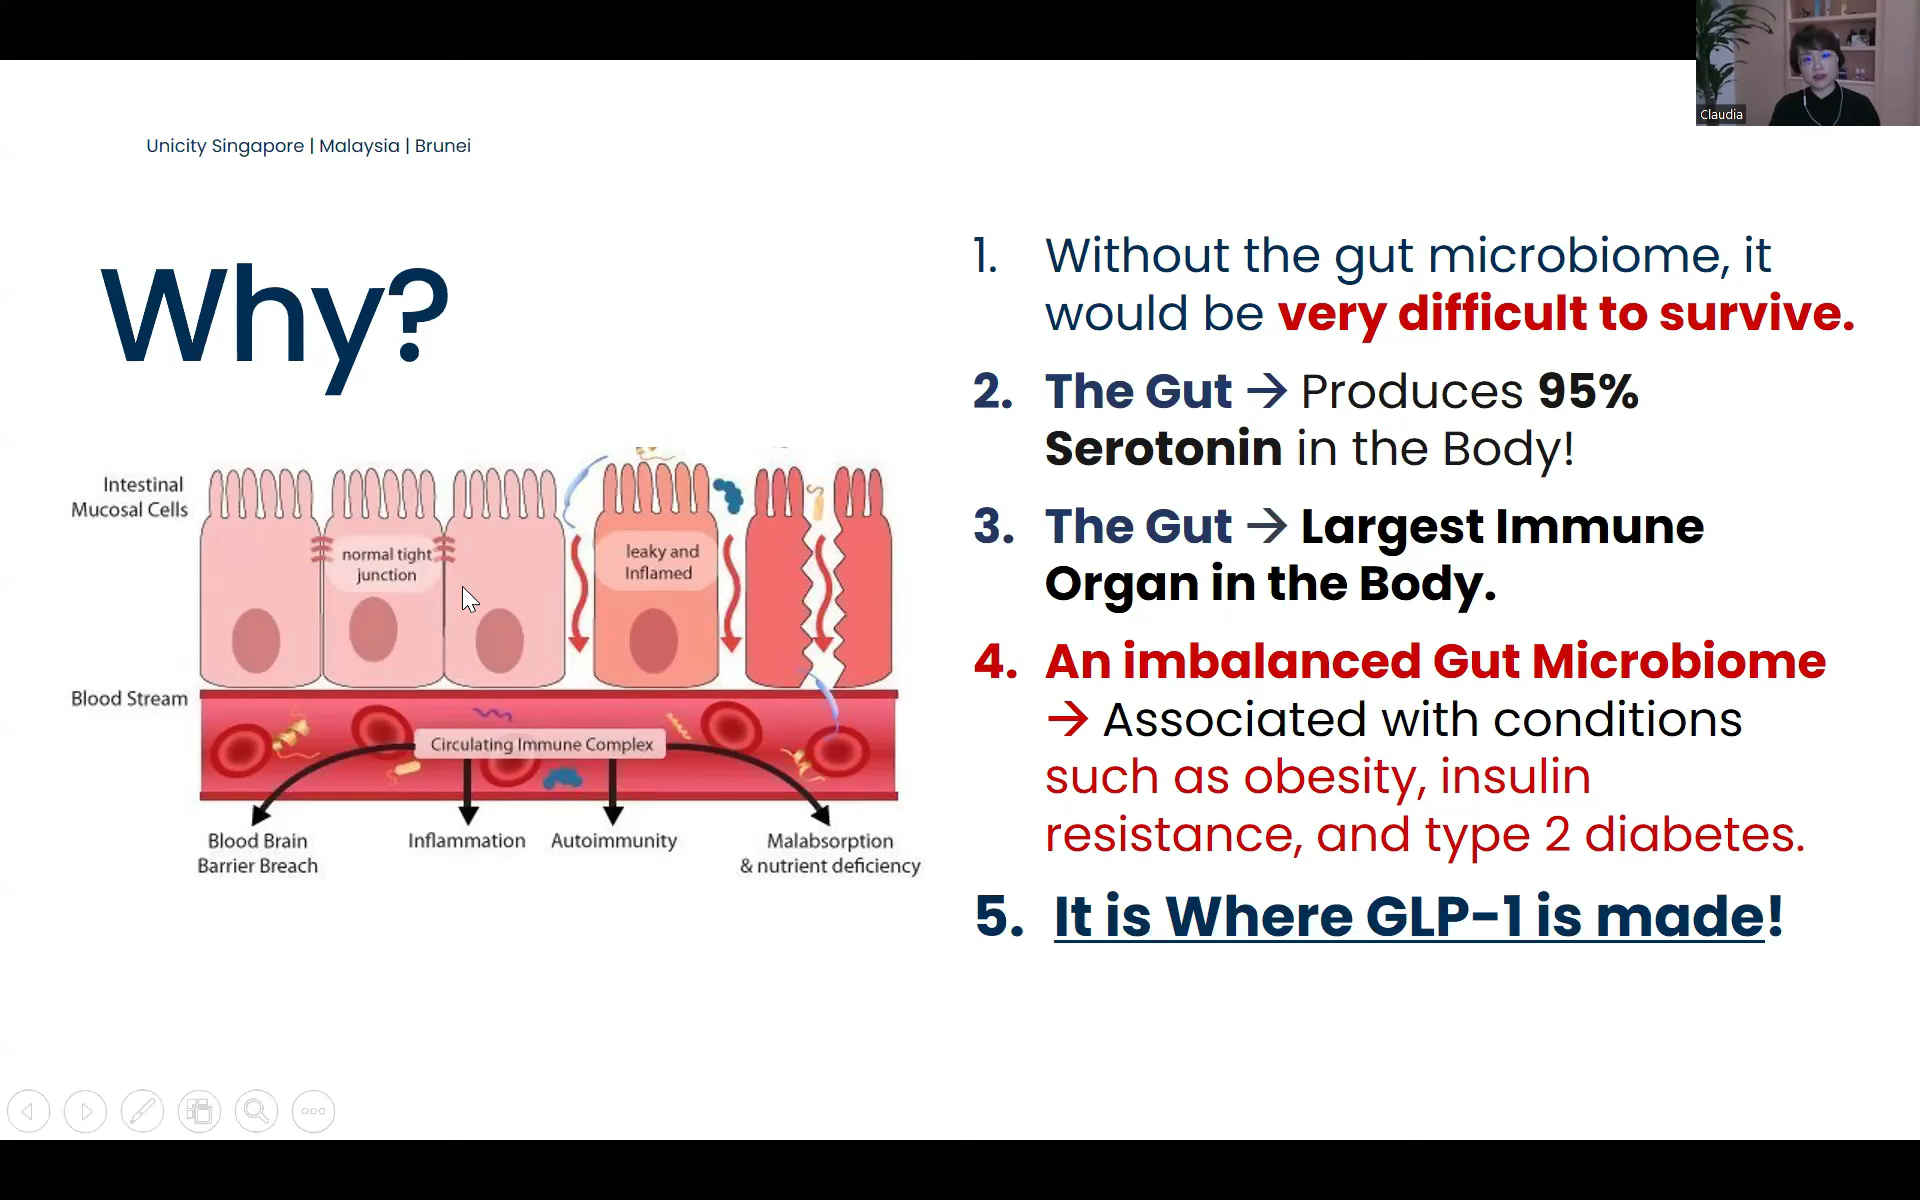 Claudia
Unicity Singapore | Malaysia | Brunei
Why?
Intestinal
Mucosal Cells
normal tight
junction
leaky and
Inflamed
Blood Stream
Circulating Immune Complex
Blood Brain
Barrier Breach
Inflammation
Autoimmunity
Malabsorption
& nutrient deficiency
1. Without the gut microbiome, it
would be very difficult to survive.
2. The Gut → Produces 95%
Serotonin in the Body!
3. The Gut → Largest Immune
Organ in the Body.
4. An imbalanced Gut Microbiome
→ Associated with conditions
such as obesity, insulin
resistance, and type 2 diabetes.
5. It is Where GLP-1 is made!